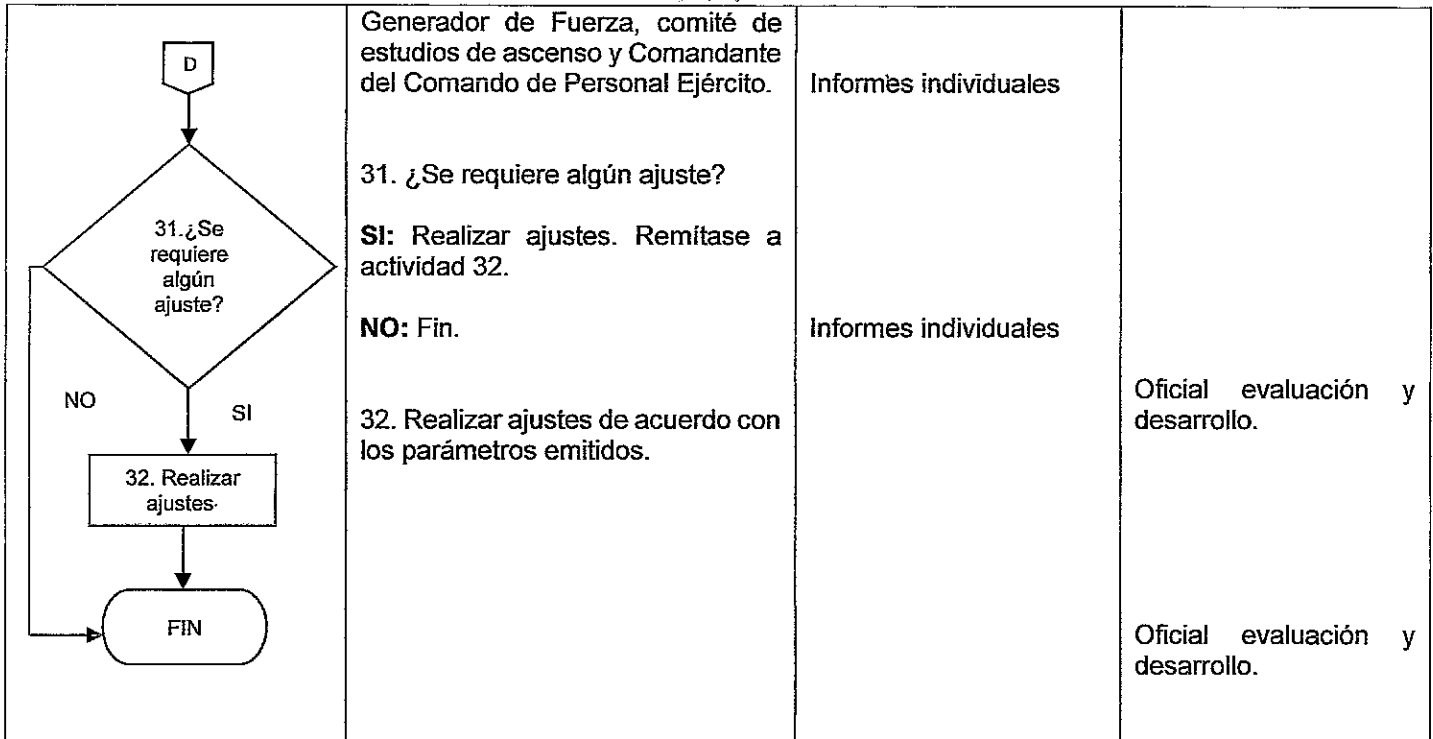 D
31.¿Se
requiere
algún
ajuste?
NO
SI
32. Realizar
ajustes
FIN
Generador de Fuerza, comité de
estudios de ascenso y Comandante
del Comando de Personal Ejército.
31. ¿Se requiere algún ajuste?
SI: Realizar ajustes. Remítase a
actividad 32.
NO: Fin.
32. Realizar ajustes de acuerdo con
los parámetros emitidos.
Informes individuales
Informes individuales
Oficial evaluación y
desarrollo.
Oficial evaluación y
desarrollo.